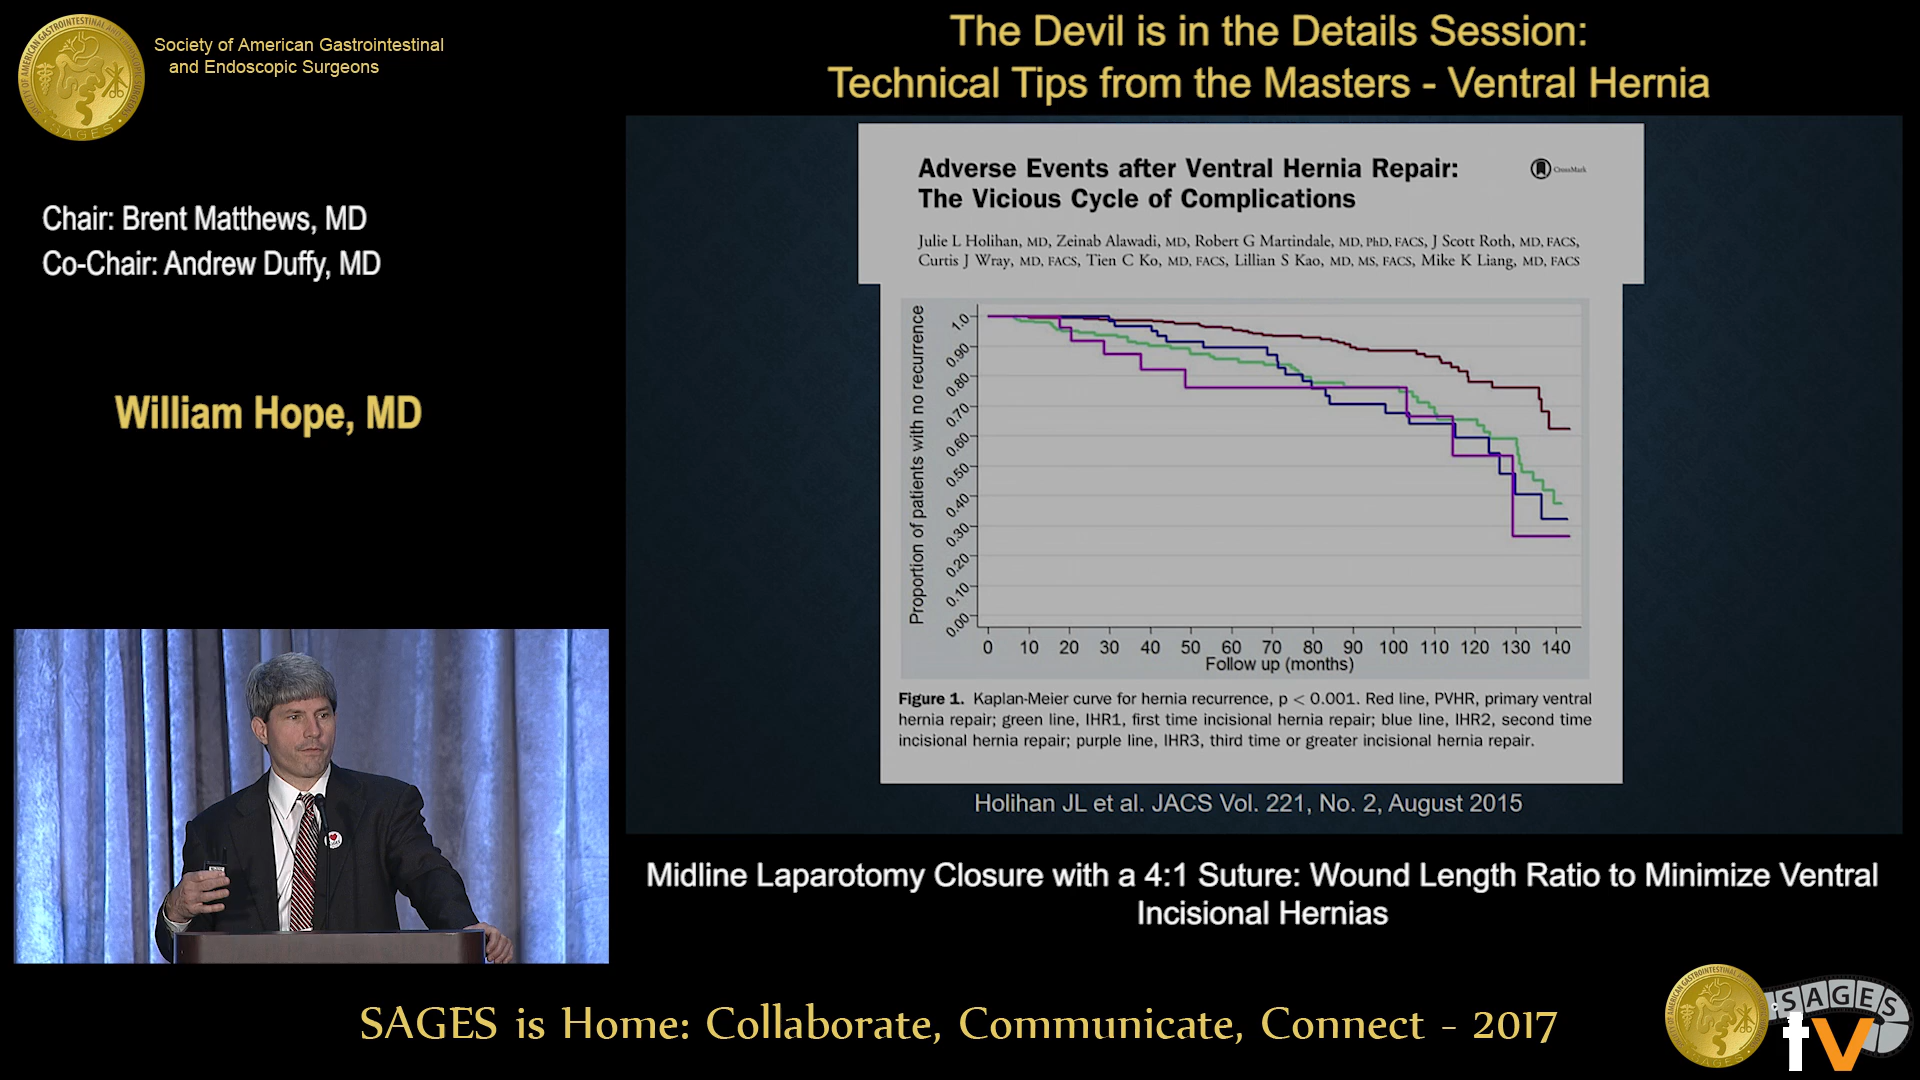 Society of American Gastrointestinal
and Endoscopic Surgeons
The Devil is in the Details Session:
Technical Tips from the Masters - Ventral Hernia
Chair: Brent Matthews, MD
Co-Chair: Andrew Duffy, MD
William Hope, MD
Adverse Events after Ventral Hernia Repair:
The Vicious Cycle of Complications
CrossMark
Julie L Holihan, MD, Zeinab Alawadi, MD, Robert G Martindale, MD, PhD, FACS, J Scott Roth, MD, FACS,
Curtis J Wray, MD, FACS, Tien C Ko, MD, FACS, Lillian S Kao, MD, MS, FACS, Mike K Liang, MD, FACS
Proportion of patients with no recurrence
1.0
0.90
0.80
0.70
0.60
0.50
0.40
0.30
0.20
0.10
0.00
0 10 20 30 40 50 60 70 80 90 100 110 120 130 140
Follow up (months)
Figure 1. Kaplan-Meier curve for hernia recurrence, p < 0.001. Red line, PVHR, primary ventral
hernia repair; green line, IHR1, first time incisional hernia repair; blue line, IHR2, second time
incisional hernia repair; purple line, IHR3, third time or greater incisional hernia repair.
Holihan JL et al. JACS Vol. 221, No. 2, August 2015
Midline Laparotomy Closure with a 4:1 Suture: Wound Length Ratio to Minimize Ventral
Incisional Hernias
SAGES is Home: Collaborate, Communicate, Connect - 2017
SAGES
tv